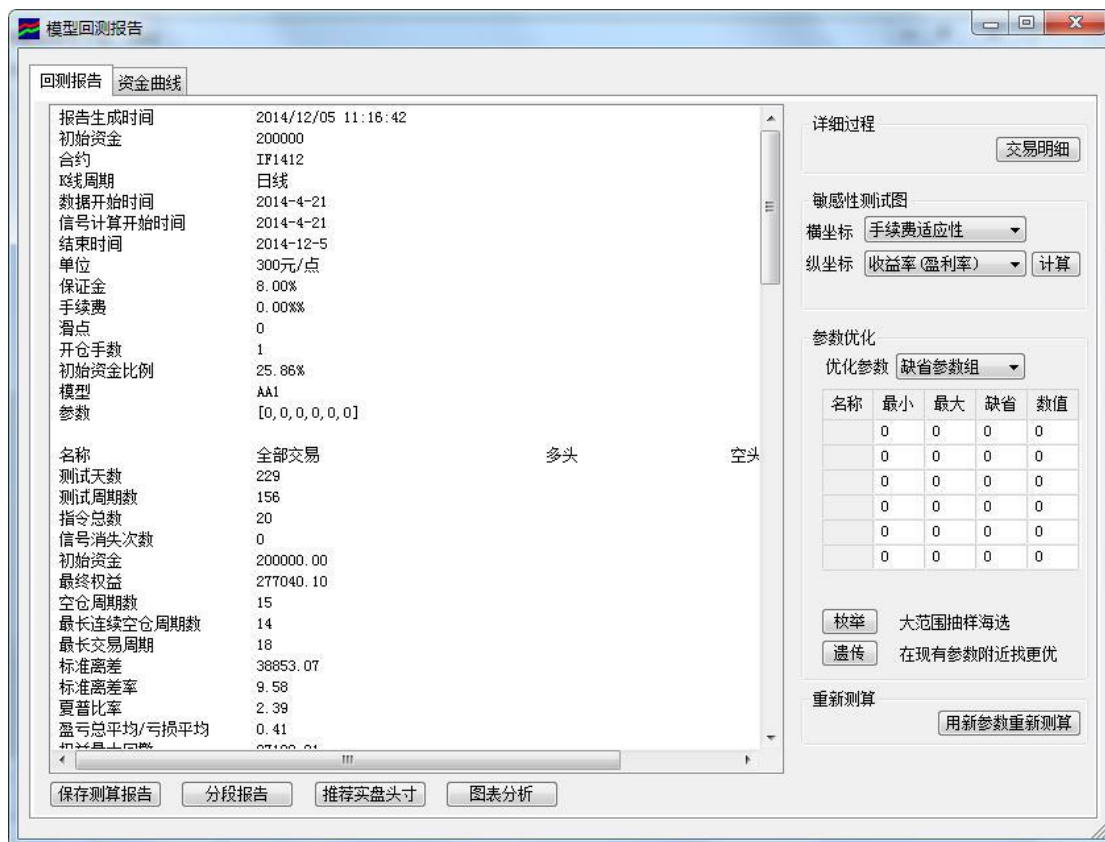 模型回测报告
回测报告 资金曲线
报告生成时间 2014/12/05 11:16:42
初始资金 200000
合约 IF1412
K线周期 日线
数据开始时间 2014-4-21
信号计算开始时间 2014-4-21
结束时间 2014-12-5
单位 300元/点
保证金 8.00%
手续费 0.00%%
滑点 0
开仓手数 1
初始资金比例 25.86%
模型 AA1
参数 [0,0,0,0,0,0]
名称 全部交易 多头 空头
测试天数 229
测试周期数 156
指令总数 20
信号消失次数 0
初始资金 200000.00
最终权益 277040.10
空仓周期数 15
最长连续空仓周期数 14
最长交易周期 18
标准离差 38853.07
标准离差率 9.58
夏普比率 2.39
盈亏总平均/亏损平均 0.41
保存测算报告 分段报告 推荐实盘头寸 图表分析
详细过程
交易明细
敏感性测试图
横坐标 手续费适应性
纵坐标 收益率(盈利率) 计算
参数优化
优化参数 缺省参数组
名称 最小 最大 缺省 数值
0 0 0 0
0 0 0 0
0 0 0 0
0 0 0 0
0 0 0 0
0 0 0 0
枚举 大范围抽样海选
遗传 在现有参数附近找更优
重新测算
用新参数重新测算